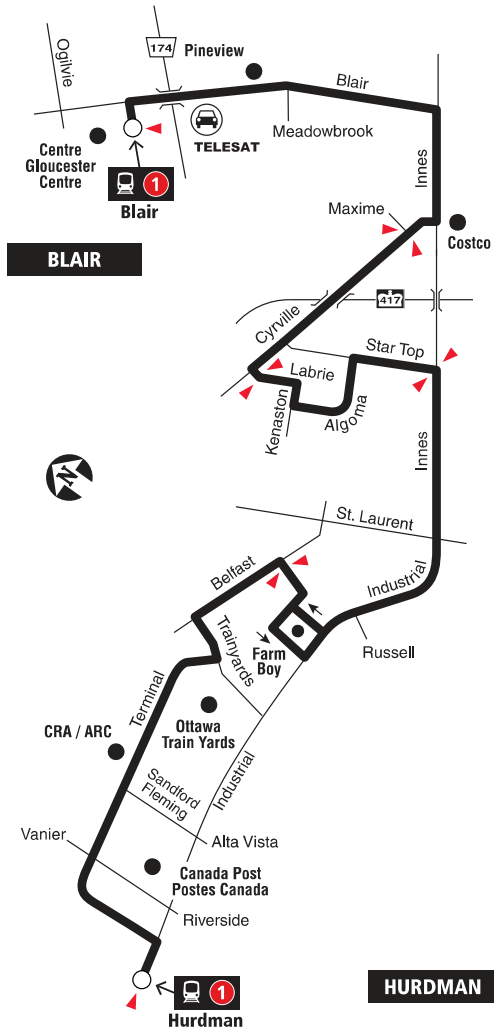 Ogilvie
174
Pineview
Blair
TELESAT
Meadowbrook
Centre
Gloucester
Centre
1
Blair
Innes
Maxime
Costco
BLAIR
417
Cyrville
Star Top
Labrie
Kenaston
Algoma
Innes
N
St. Laurent
Belfast
Industrial
Trainyards
Farm
Boy
Russell
Terminal
Ottawa
Train Yards
CRA / ARC
Industrial
Sandford
Fleming
Vanier
Alta Vista
Canada Post
Postes Canada
Riverside
1
Hurdman
HURDMAN